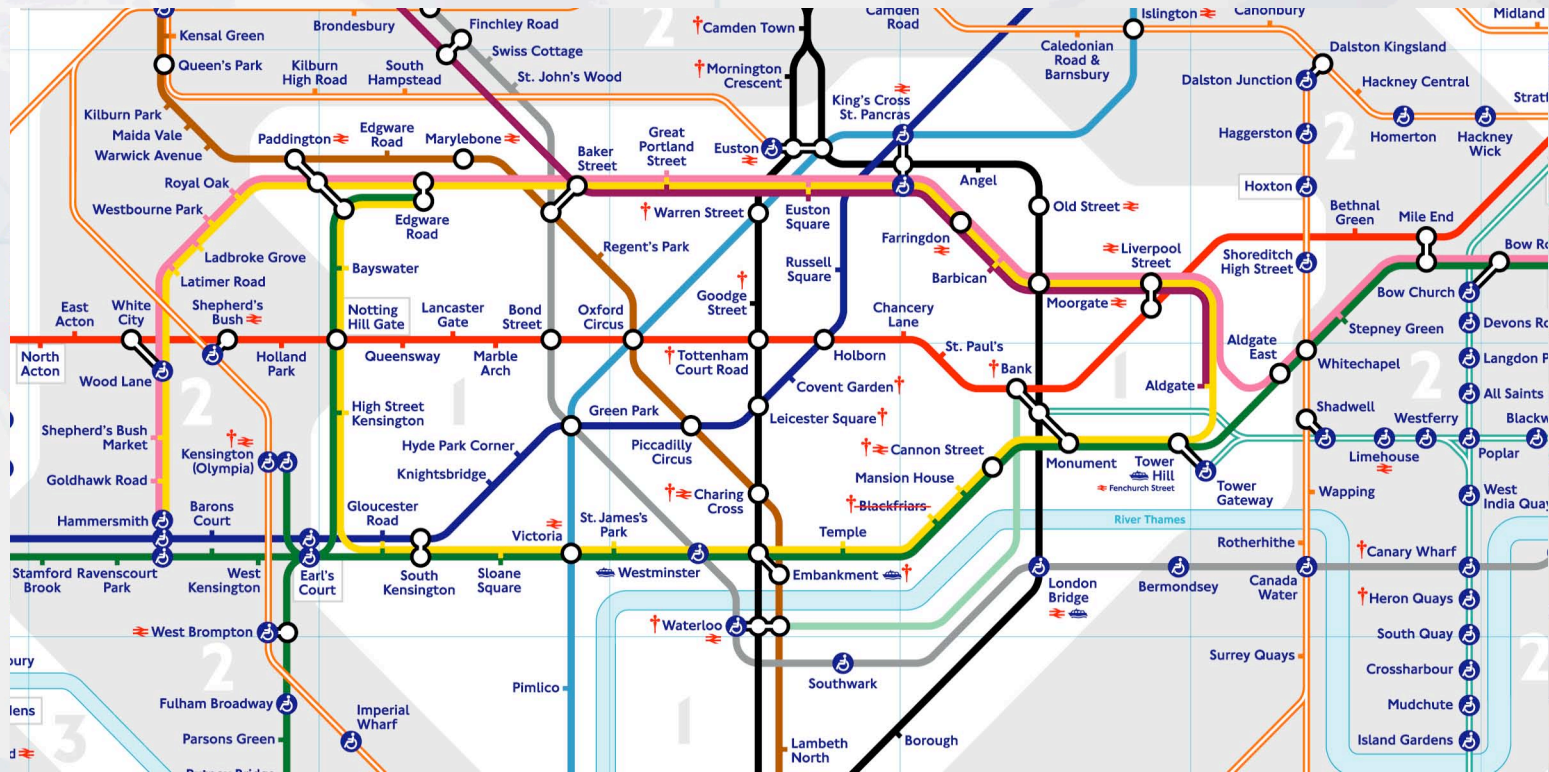 Kensal Green
Brondesbury
Finchley Road
Swiss Cottage
St. John's Wood
2
†Camden Town
Camden
Road
Caledonian
Road &
Barnsbury
Islington
Canonbury
Midland
Dalston Kingsland
Dalston Junction
Hackney Central
Queen's Park
Kilburn
High Road
South
Hampstead
†Mornington
Crescent
King's Cross
St. Pancras
Haggerston
2
Homerton
Hackney
Wick
Kilburn Park
Maida Vale
Warwick Avenue
Paddington
Edgware
Road
Marylebone
Baker
Street
Great
Portland
Street
Euston
Angel
Royal Oak
Westbourne Park
Edgware
Road
†Warren Street
Euston
Square
Old Street
Hoxton
Bethnal
Green
Mile End
Ladbroke Grove
Latimer Road
Bayswater
Regent's Park
†
Goodge
Street
Russell
Square
Farringdon
Barbican
Liverpool
Street
Moorgate
Shoreditch
High Street
Bow Church
East
Acton
White
City
Shepherd's
Bush
Notting
Hill Gate
Lancaster
Gate
Bond
Street
Oxford
Circus
Chancery
Lane
Stepney Green
Devons
North
Acton
Wood Lane
Holland
Park
Queensway
Marble
Arch
†Tottenham
Court Road
Holborn
St. Paul's
†Bank
1
Aldgate
East
Whitechapel
Langdon
2
2
1
Covent Garden†
Aldgate
All Saints
Shepherd's Bush
Market
High Street
Kensington
Green Park
Leicester Square†
Shadwell
Westferry
†
Kensington
(Olympia)
Hyde Park Corner
Knightsbridge
Piccadilly
Circus
†Cannon Street
Mansion House
Monument
Tower
Hill
Fenchurch Street
Tower
Gateway
Limehouse
Poplar
Goldhawk Road
†Charing
Cross
†Blackfriars
Wapping
West
India Quay
Hammersmith
Barons
Court
Gloucester
Road
Victoria
St. James's
Park
Temple
River Thames
Rotherhithe
†Canary Wharf
Stamford
Brook
Ravenscourt
Park
West
Kensington
Earl's
Court
South
Kensington
Sloane
Square
Westminster
Embankment †
London
Bridge
Bermondsey
Canada
Water
†Heron Quays
West Brompton
†Waterloo
South Quay
2
Southwark
Surrey Quays
Crossharbour
2
Fulham Broadway
Imperial
Wharf
Pimlico
1
Mudchute
3
Parsons Green
Lambeth
North
Borough
Island Gardens